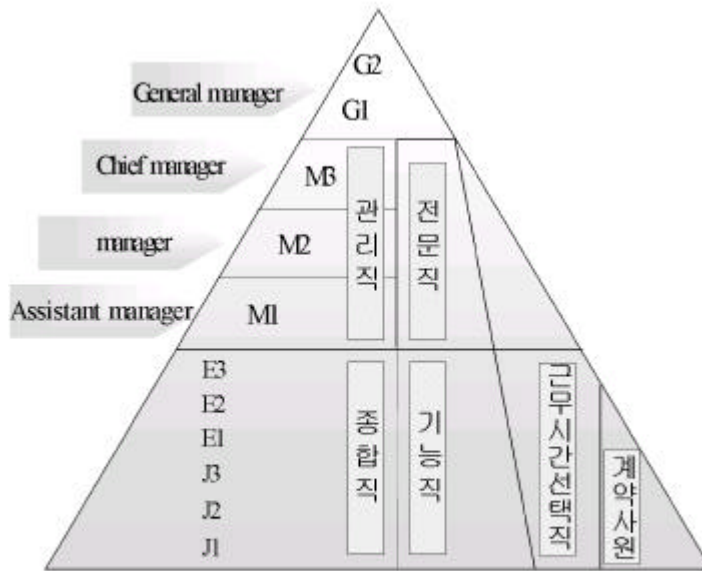 G2
General manager
G1
Chief manager
M3
관리직
전문직
manager
M2
Assistant manager
M1
E3
E2
E1
J3
J2
J1
종합직
기능직
근무시간선택직
계약사원